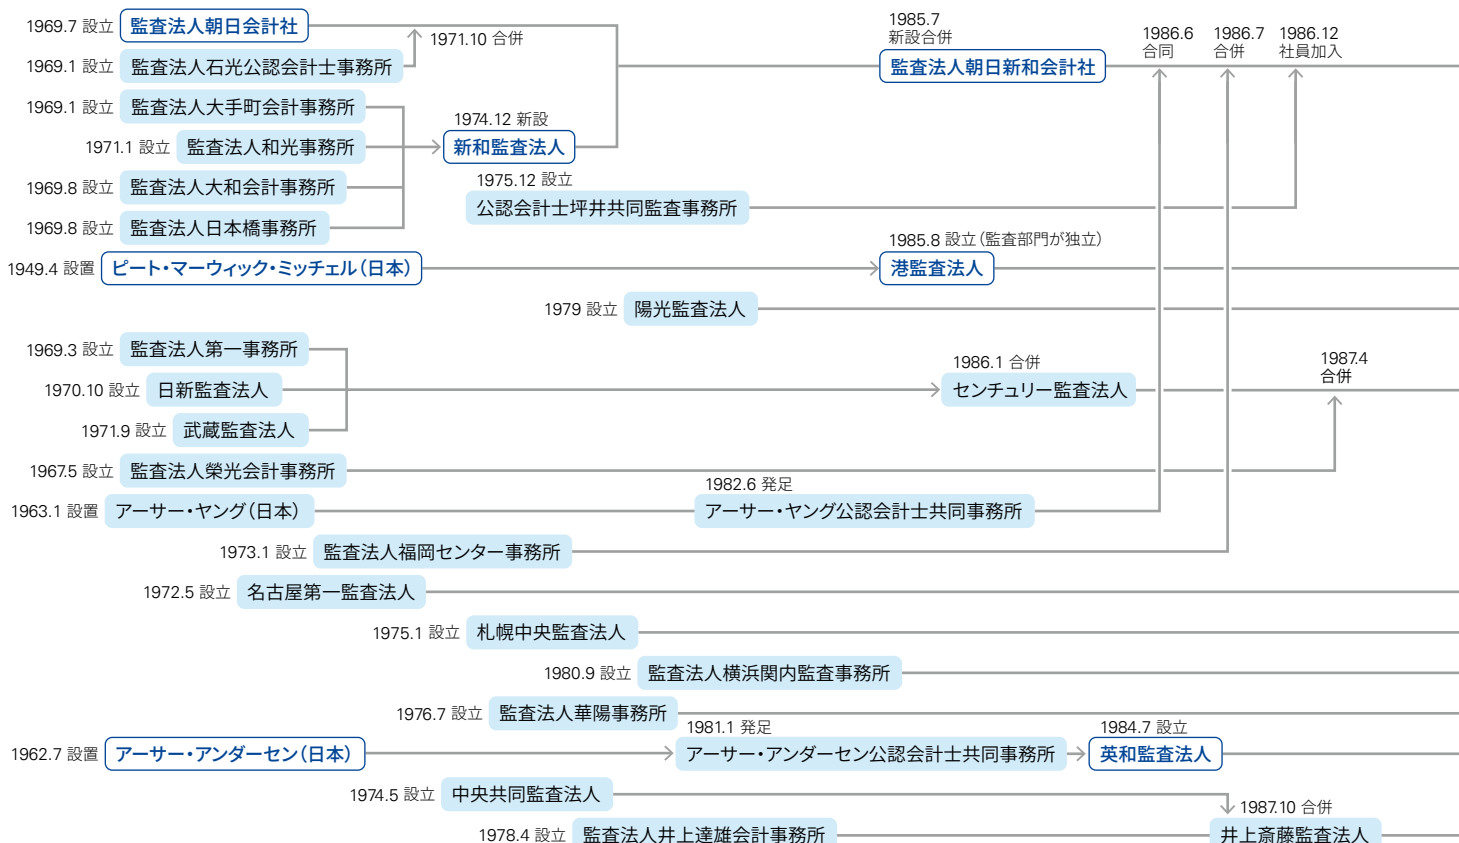 1969.7 設立 監査法人朝日会計社
1971.10 合併
1985.7
新設合併
監査法人朝日新和会計社
1986.6
合同
1986.7
合併
1986.12
社員加入
1969.1 設立 監査法人石光公認会計士事務所
1969.1 設立 監査法人大手町会計事務所
1971.1 設立 監査法人和光事務所
1974.12 新設
新和監査法人
1969.8 設立 監査法人大和会計事務所
1975.12 設立
公認会計士坪井共同監査事務所
1969.8 設立 監査法人日本橋事務所
1949.4 設置 ピート・マーウィック・ミッチェル(日本)
1985.8 設立(監査部門が独立)
港監査法人
1979 設立 陽光監査法人
1969.3 設立 監査法人第一事務所
1970.10 設立 日新監査法人
1986.1 合併
センチュリー監査法人
1987.4
合併
1971.9 設立 武蔵監査法人
1967.5 設立 監査法人榮光会計事務所
1963.1 設置 アーサー・ヤング(日本)
1982.6 発足
アーサー・ヤング公認会計士共同事務所
1973.1 設立 監査法人福岡センター事務所
1972.5 設立 名古屋第一監査法人
1975.1 設立 札幌中央監査法人
1980.9 設立 監査法人横浜関内監査事務所
1976.7 設立 監査法人華陽事務所
1962.7 設置 アーサー・アンダーセン(日本)
1981.1 発足
アーサー・アンダーセン公認会計士共同事務所
1984.7 設立
英和監査法人
1974.5 設立 中央共同監査法人
1987.10 合併
1978.4 設立 監査法人井上達雄会計事務所
井上斎藤監査法人